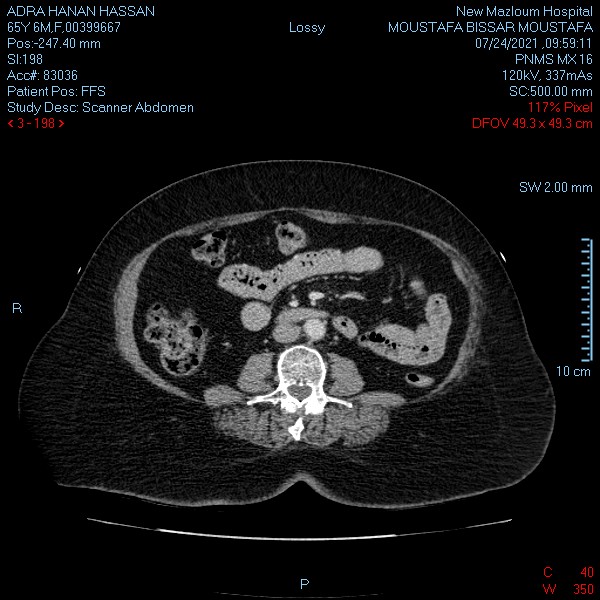 ADRA HANAN HASSAN
65Y 6M,F,00399667
Pos:-247.40 mm
SI:198
Acc#: 83036
Patient Pos: FFS
Study Desc: Scanner Abdomen
< 3 - 198 >
Lossy
New Mazloum Hospital
MOUSTAFA BISSAR MOUSTAFA
07/24/2021 ,09:59:11
PNMS MX 16
120kV, 337mAs
SC:500.00 mm
117% Pixel
DFOV 49.3 x 49.3 cm
SW 2.00 mm
R
10 cm
P
C 40
W 350